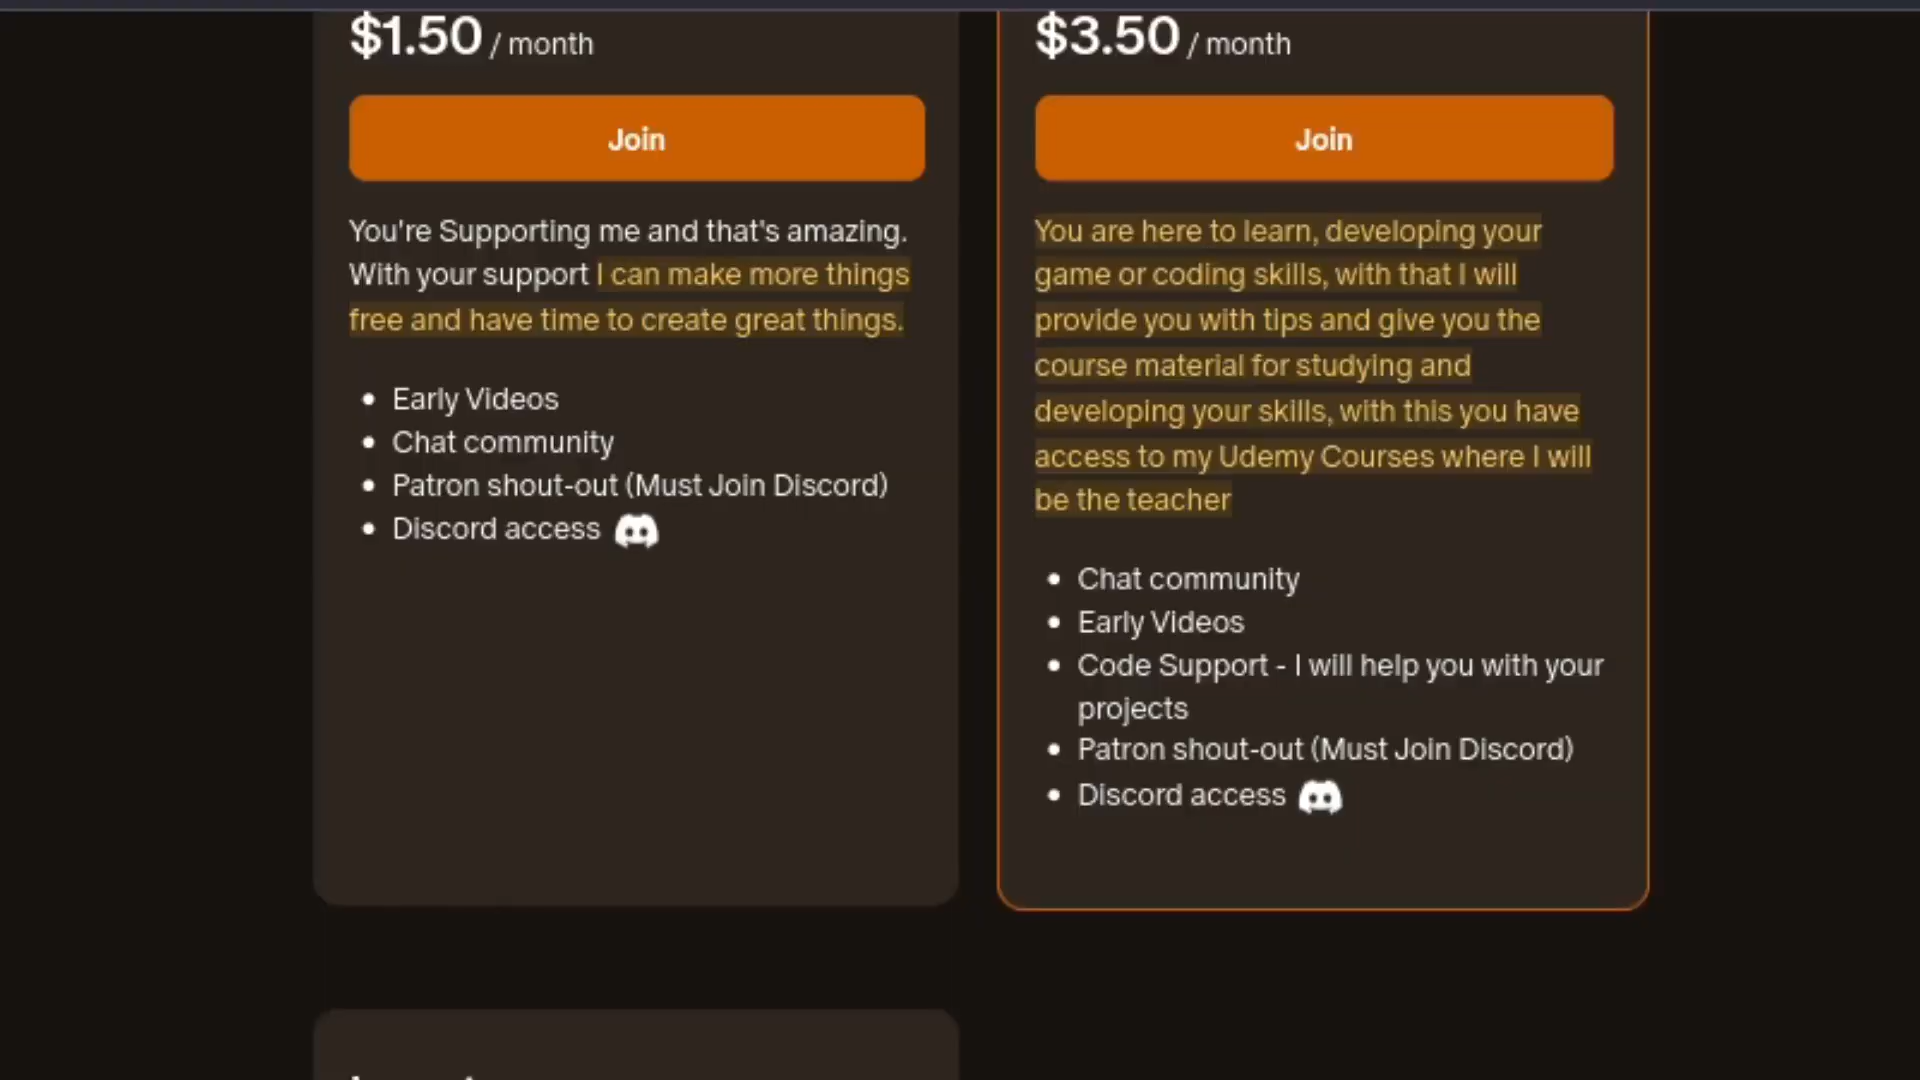 $1.50 / month
Join
You're Supporting me and that's amazing.
With your support I can make more things
free and have time to create great things.
Early Videos
Chat community
Patron shout-out (Must Join Discord)
Discord access
$3.50 / month
Join
You are here to learn, developing your
game or coding skills, with that I will
provide you with tips and give you the
course material for studying and
developing your skills, with this you have
access to my Udemy Courses where I will
be the teacher
Chat community
Early Videos
Code Support - I will help you with your
projects
Patron shout-out (Must Join Discord)
Discord access